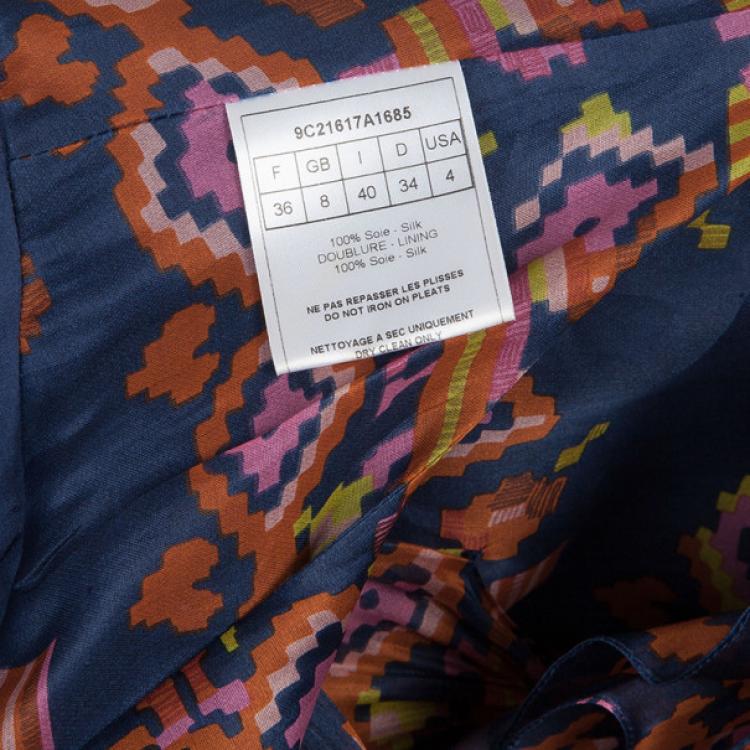 9C21617A1685
F GB I D USA
36 8 40 34 4
100% Soie - Silk
DOUBLURE - LINING
100% Soie - Silk
NE PAS REPASSER LES PLISSES
DO NOT IRON ON PLEATS
NETTOYAGE A SEC UNIQUEMENT
DRY CLEAN ONLY